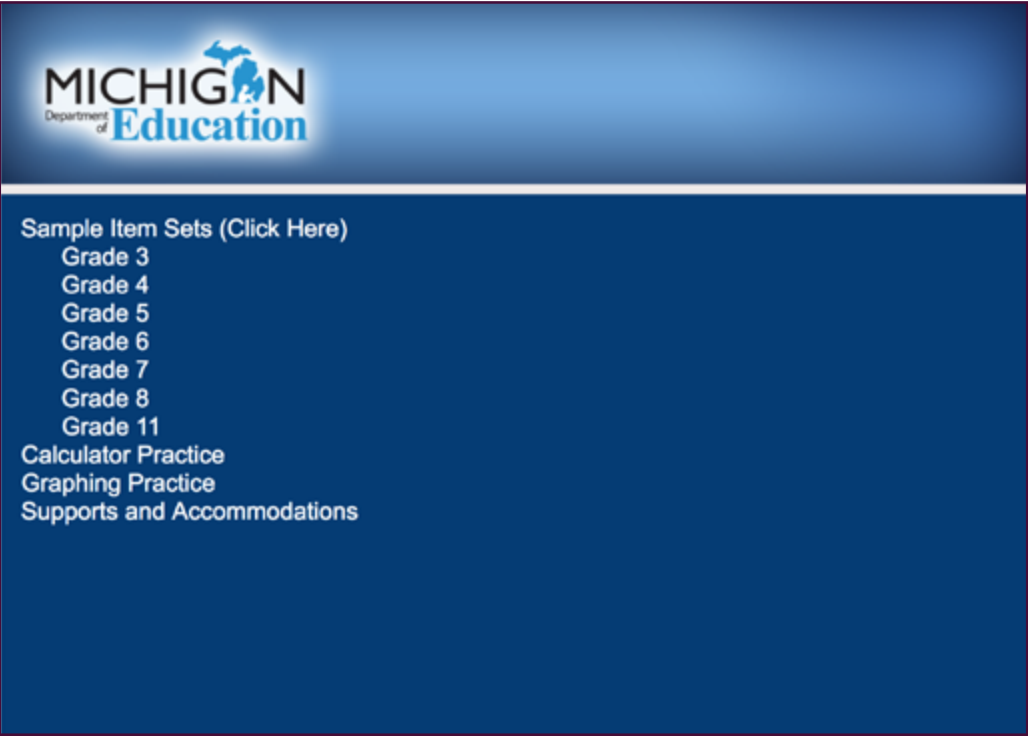 MICHIGAN
Department of Education
Sample Item Sets (Click Here)
Grade 3
Grade 4
Grade 5
Grade 6
Grade 7
Grade 8
Grade 11
Calculator Practice
Graphing Practice
Supports and Accommodations